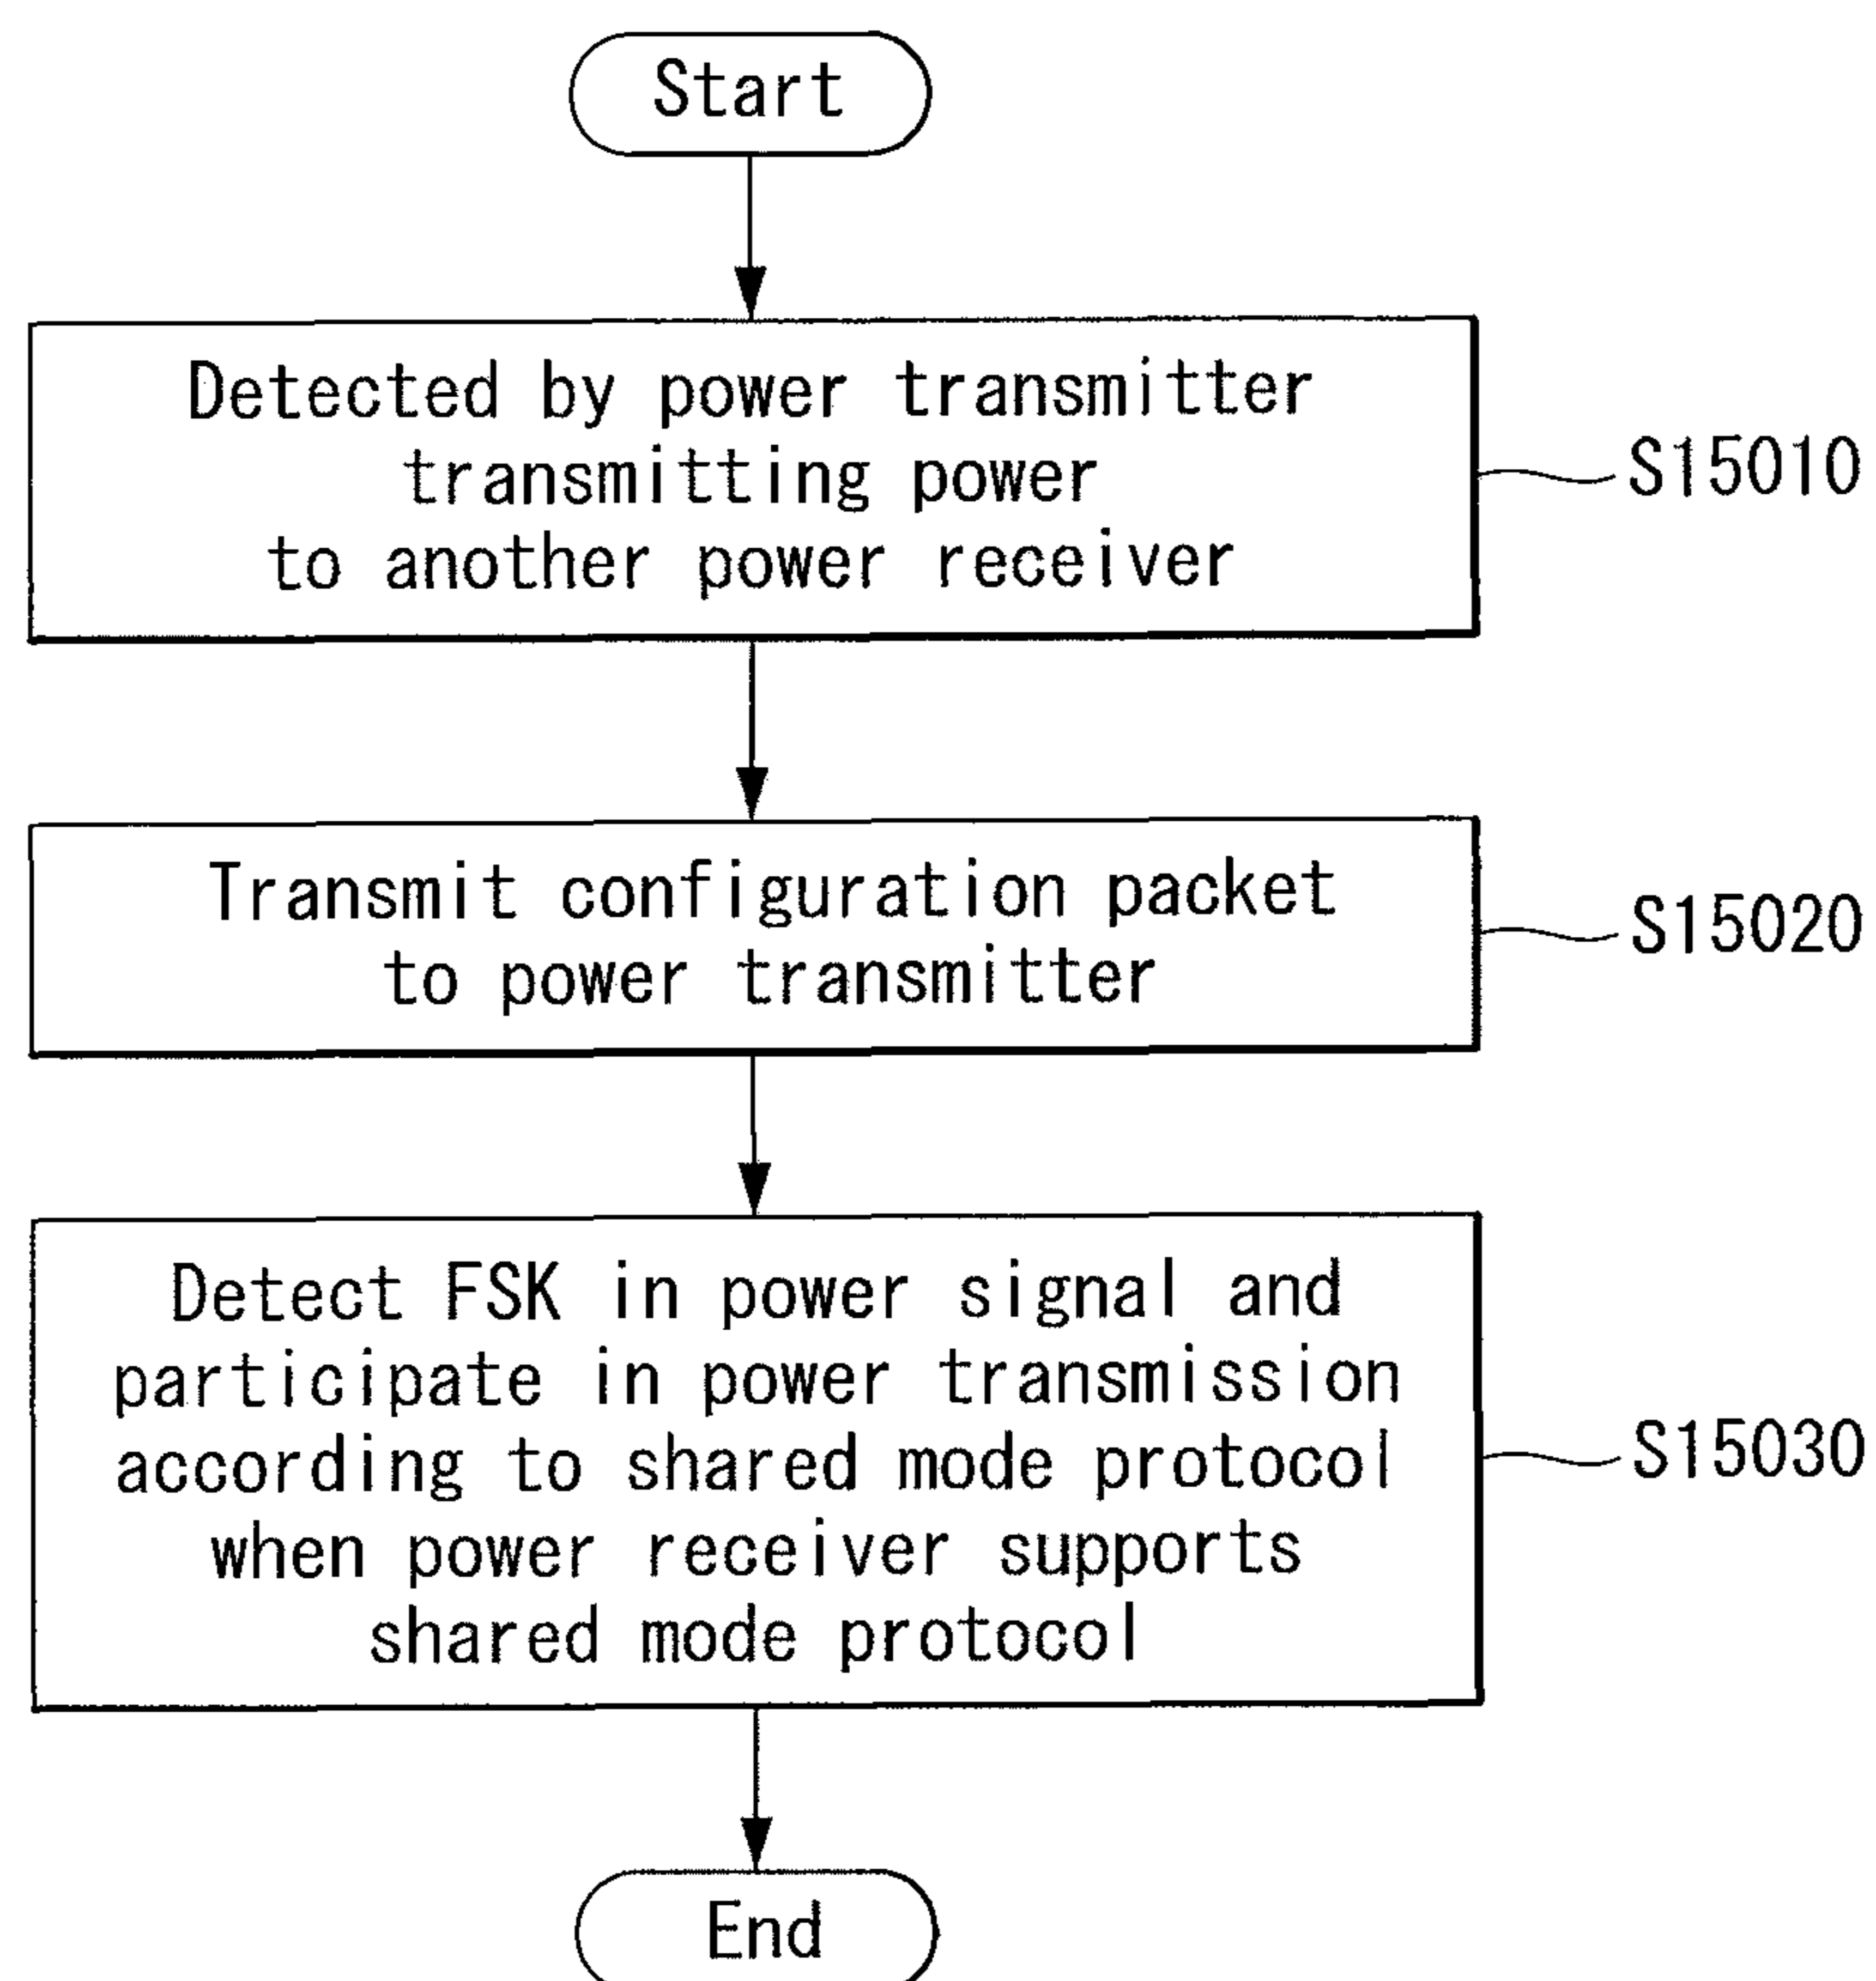 Start
Detected by power transmitter
transmitting power
to another power receiver
S15010
Transmit configuration packet
to power transmitter
S15020
Detect FSK in power signal and
participate in power transmission
according to shared mode protocol
when power receiver supports
shared mode protocol
S15030
End